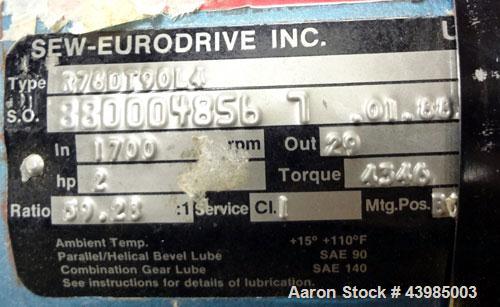 SEW-EURODRIVE INC.
Type R76DT90L4
S.O. 880004856 7 .01.88
In 1700 rpm Out 29
hp 2 Torque 4346
Ratio 59.28 :1 Service Cl. I Mtg.Pos.
Ambient Temp. +15° +110°F
Parallel/Helical Bevel Lube SAE 90
Combination Gear Lube SAE 140
See instructions for details of lubrication.
Aaron Stock # 43985003